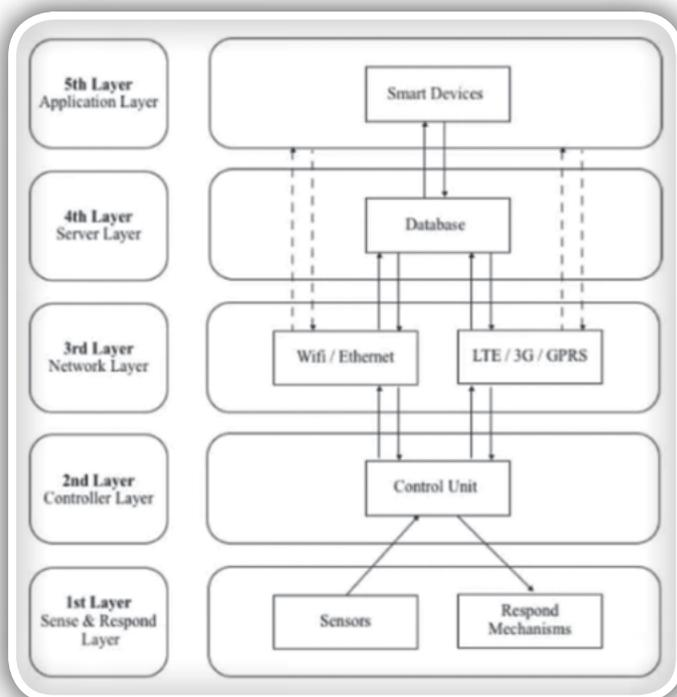 5th Layer
Application Layer
Smart Devices
4th Layer
Server Layer
Database
3rd Layer
Network Layer
Wifi / Ethernet
LTE / 3G / GPRS
2nd Layer
Controller Layer
Control Unit
1st Layer
Sense & Respond
Layer
Sensors
Respond
Mechanisms